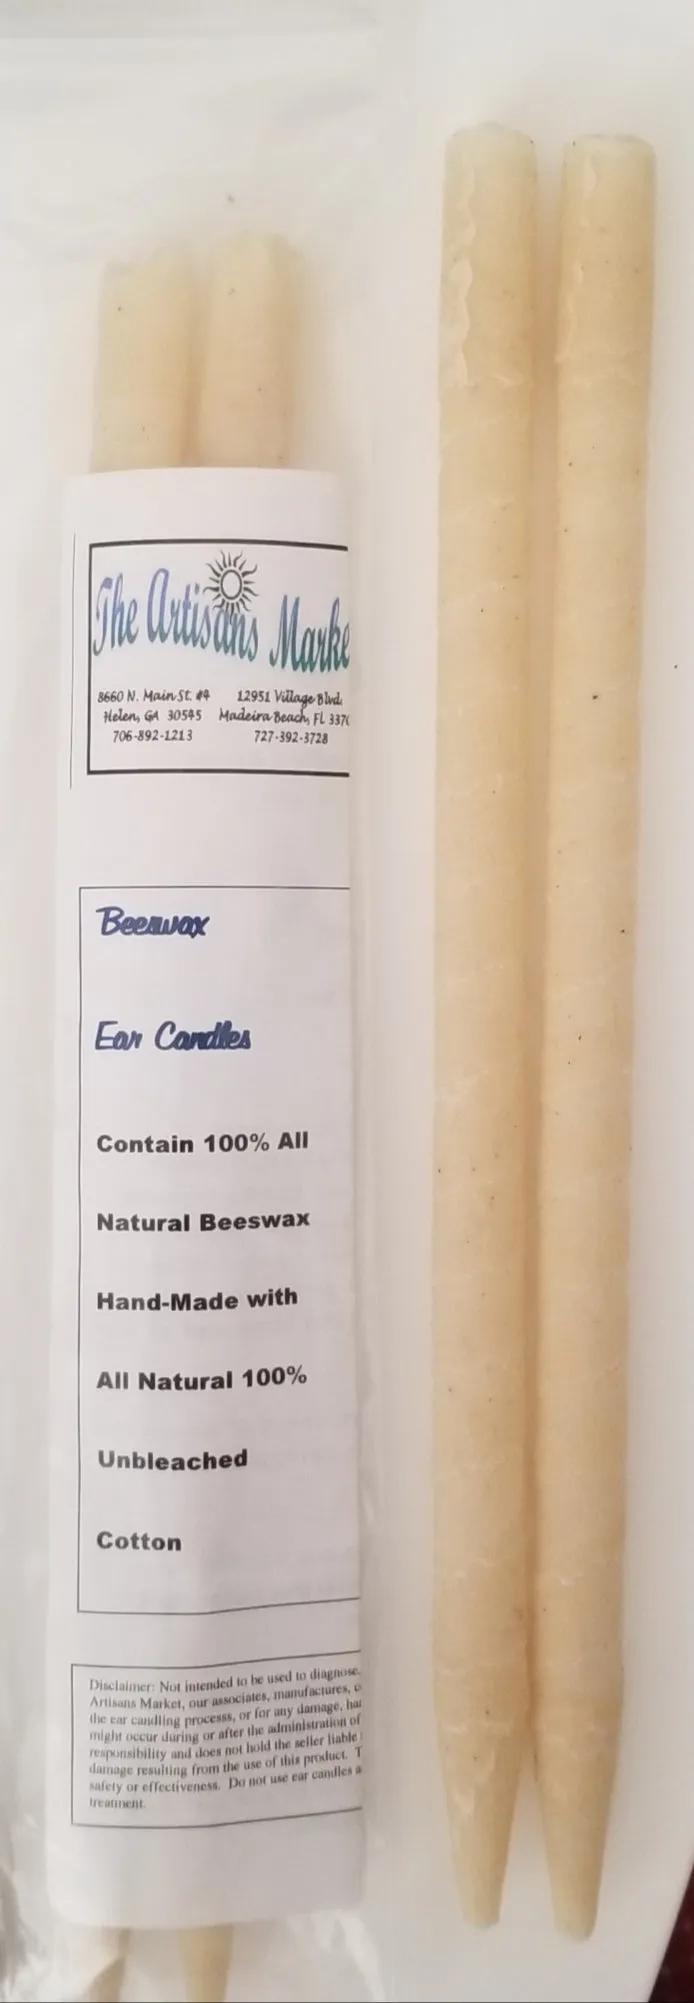 The Artisans Marke
8660 N. Main St. #4 12951 Village Blvd.
Helen, GA 30545 Madeira Beach, FL 3370
706-892-1213 727-392-3728
Beeswax
Ear Candles
Contain 100% All
Natural Beeswax
Hand-Made with
All Natural 100%
Unbleached
Cotton
Disclaimer: Not intended to be used to diagnose,
Artisans Market, our associates, manufactures,
the ear candling processs, or for any damage,
might occur during or after the administration of
responsibility and does not hold the seller liable
damage resulting from the use of this product.
safety or effectiveness. Do not use ear candles
treatment.